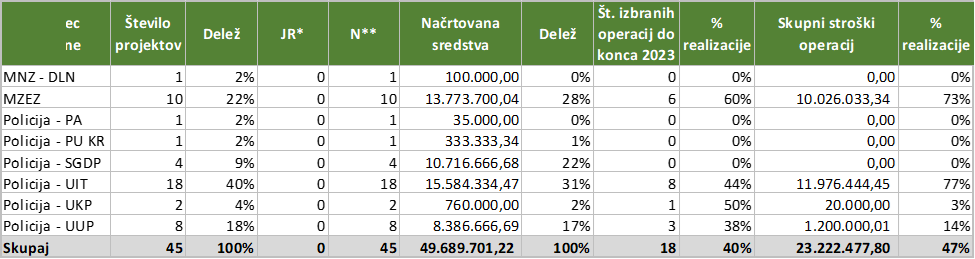 ec ne Število projektov Delež JR* N** Načrtovana sredstva Delež Št. izbranih operacij do konca 2023 % realizacije Skupni stroški operacij % realizacije
MNZ - DLN 1 2% 0 1 100.000,00 0% 0 0% 0,00 0%
MZEZ 10 22% 0 10 13.773.700,04 28% 6 60% 10.026.033,34 73%
Policija - PA 1 2% 0 1 35.000,00 0% 0 0% 0,00 0%
Policija - PU KR 1 2% 0 1 333.333,34 1% 0 0% 0,00 0%
Policija - SGDP 4 9% 0 4 10.716.666,68 22% 0 0% 0,00 0%
Policija - UIT 18 40% 0 18 15.584.334,47 31% 8 44% 11.976.444,45 77%
Policija - UKP 2 4% 0 2 760.000,00 2% 1 50% 20.000,00 3%
Policija - UUP 8 18% 0 8 8.386.666,69 17% 3 38% 1.200.000,01 14%
Skupaj 45 100% 0 45 49.689.701,22 100% 18 40% 23.222.477,80 47%